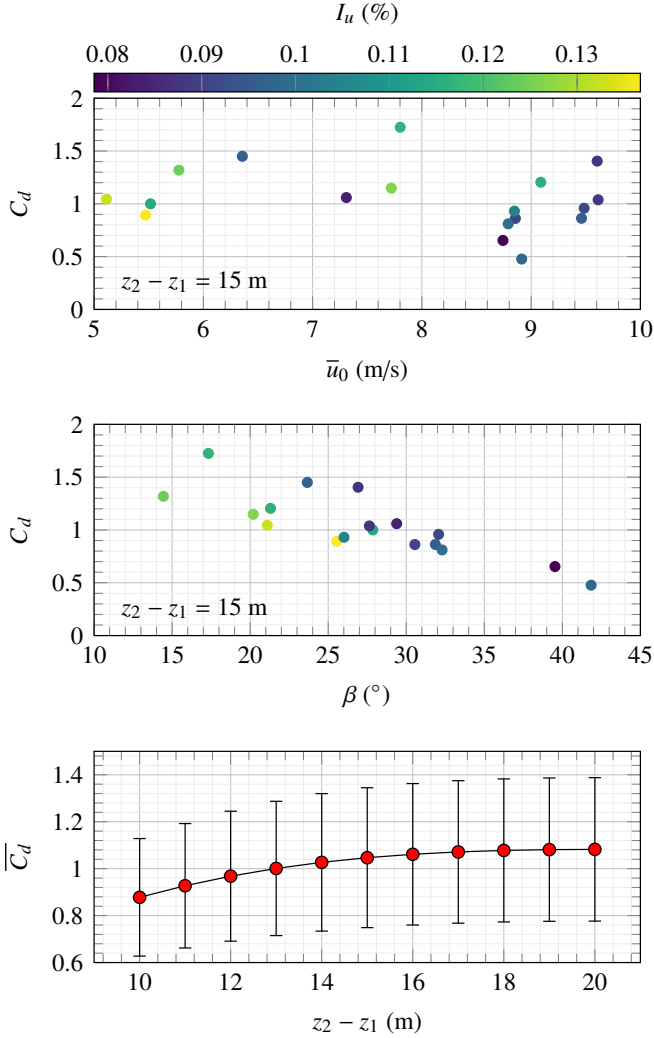 I_u (%)
0.08 0.09 0.1 0.11 0.12 0.13
2
1.5
1
0.5
0
C_d
z_2 − z_1 = 15 m
5 6 7 8 9 10
u̅_0 (m/s)
2
1.5
1
0.5
0
C_d
z_2 − z_1 = 15 m
10 15 20 25 30 35 40 45
β (°)
1.4
1.2
1
0.8
0.6
C̅_d
10 12 14 16 18 20
z_2 − z_1 (m)